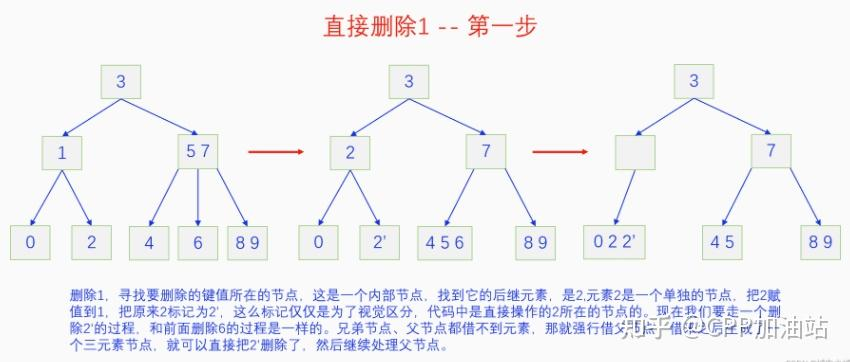 直接删除1 -- 第一步
3 3 3
1 5 7 2 7 7
0 2 4 6 8 9 0 2' 4 5 6 8 9 0 2 2' 4 5 8 9
删除1，寻找要删除的键值所在的节点，这是一个内部节点，找到它的后继元素，是2,元素2是一个单独的节点，把2赋
值到1，把原来2标记为2'，这么标记仅仅是为了视觉区分，代码中是直接操作的2所在的节点的。现在我们要走一个删
除2'的过程，和前面删除6的过程是一样的。兄弟节点、父节点都借不到元素，那就强行借父
个三元素节点，就可以直接把2'删除了，然后继续处理父节点。
知乎 @CPP加油站